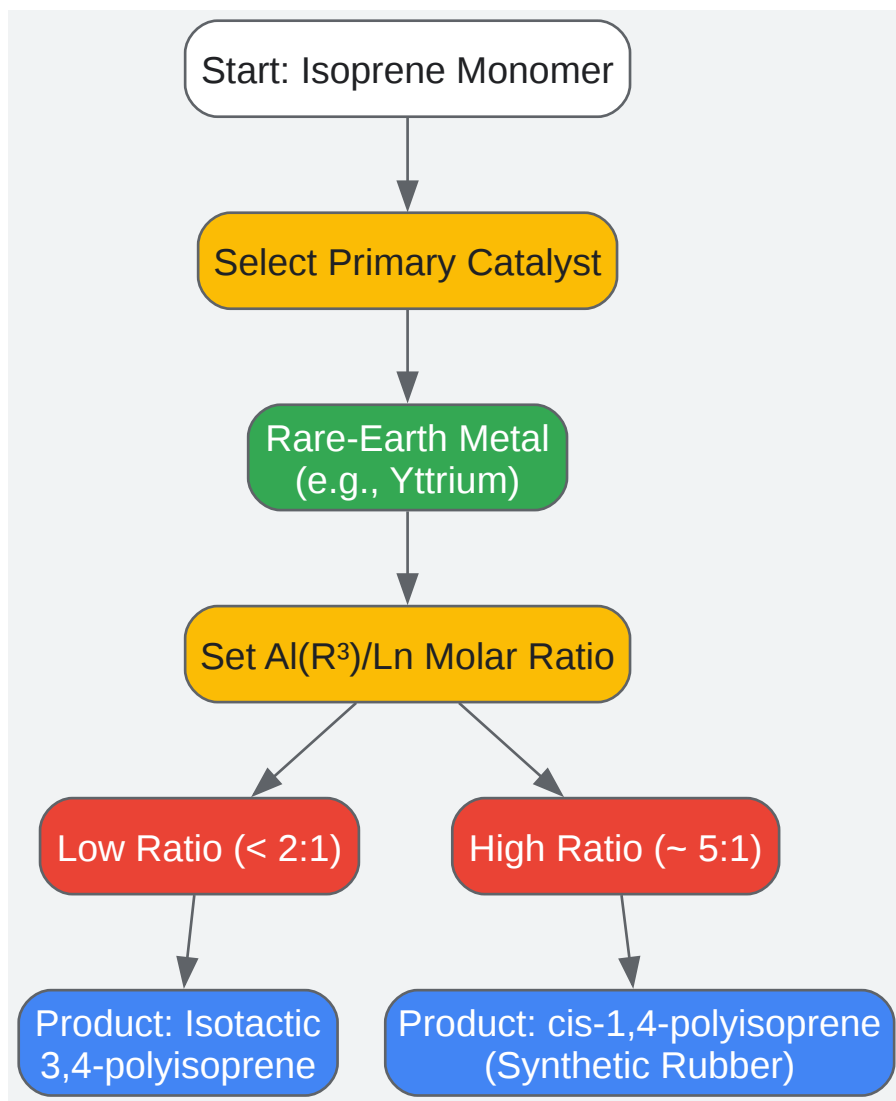 Start: Isoprene Monomer
Select Primary Catalyst
Rare-Earth Metal
(e.g., Yttrium)
Set Al(R³)/Ln Molar Ratio
Low Ratio (< 2:1)
High Ratio (~ 5:1)
Product: Isotactic
3,4-polyisoprene
Product: cis-1,4-polyisoprene
(Synthetic Rubber)